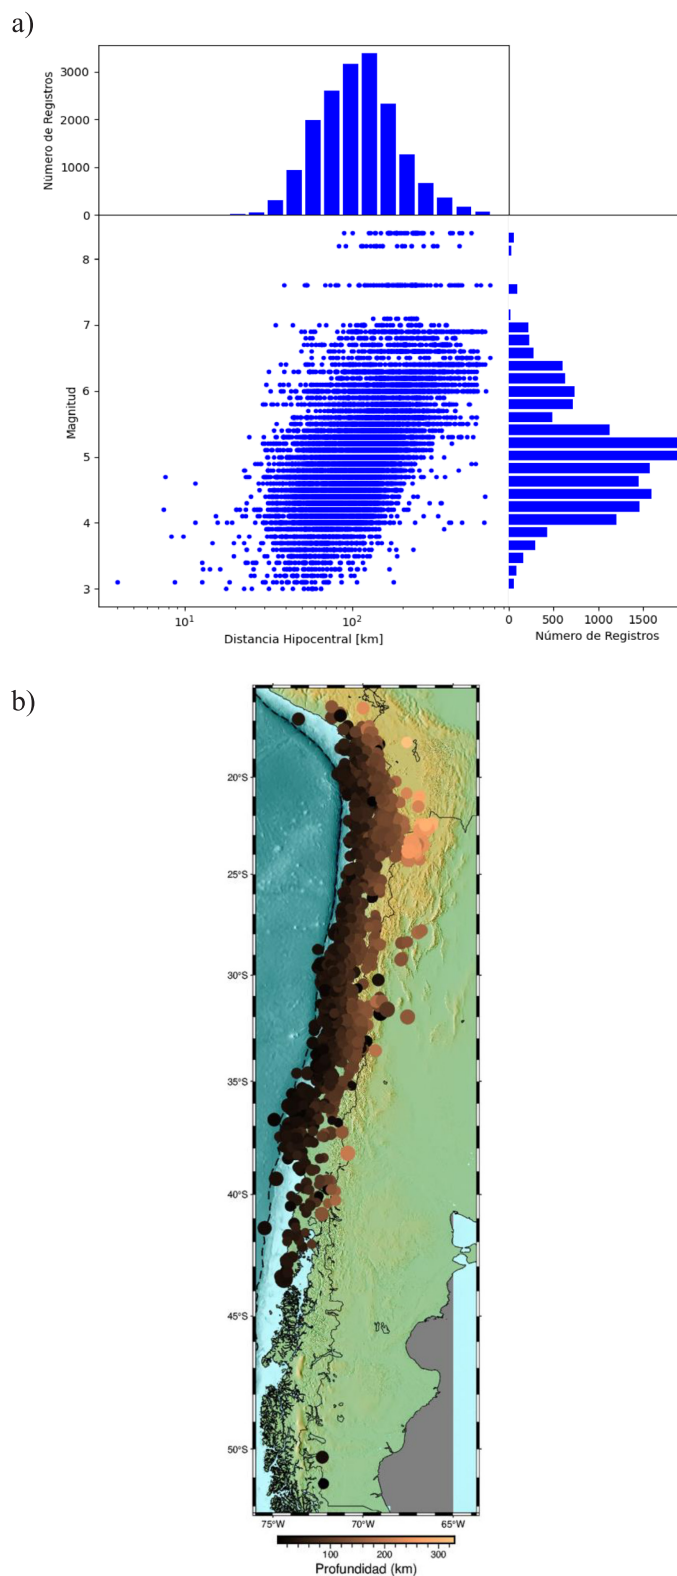 a)
Número de Registros
3000
2000
1000
0
Magnitud
8
7
6
5
4
3
10¹
10²
Distancia Hipocentral [km]
0
500
1000
1500
Número de Registros
b)
20°S
25°S
30°S
35°S
40°S
45°S
50°S
75°W
70°W
65°W
100
200
300
Profundidad (km)